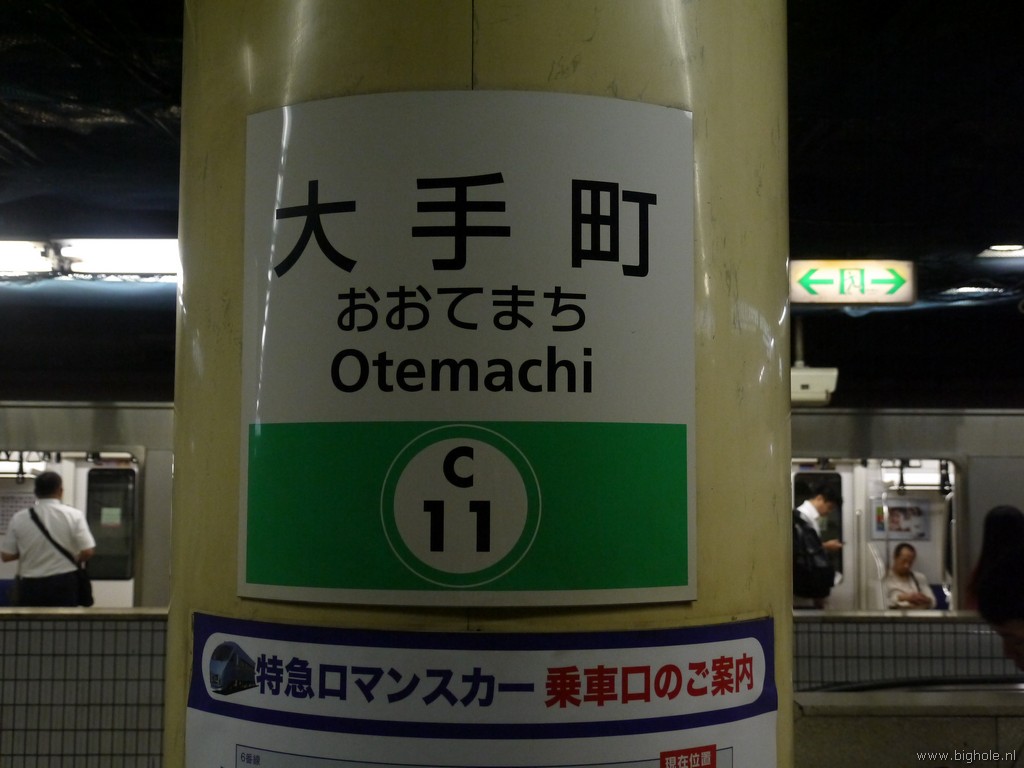 大手町
おおてまち
Otemachi
C
11
特急ロマンスカー 乗車口のご案内
6番線
現在位置
www.bighole.nl